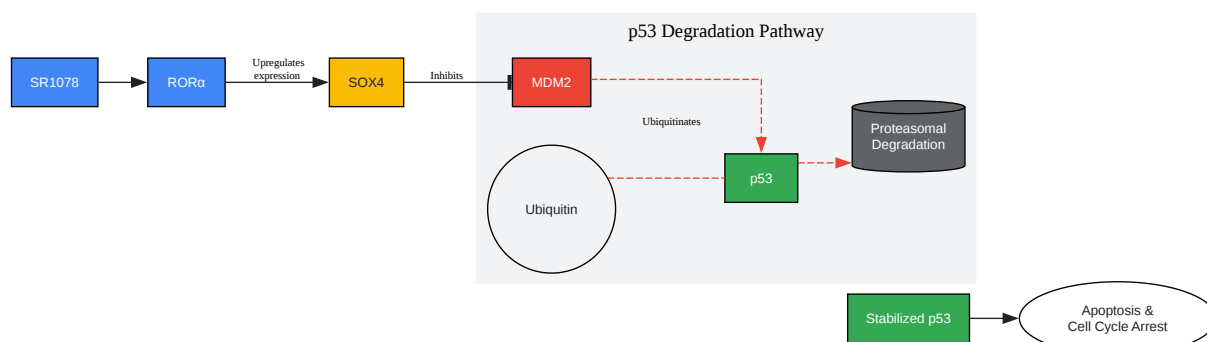 p53 Degradation Pathway
SR1078
RORα
Upregulates
expression
SOX4
Inhibits
MDM2
Ubiquitinates
Proteasomal
Degradation
p53
Ubiquitin
Stabilized p53
Apoptosis &
Cell Cycle Arrest